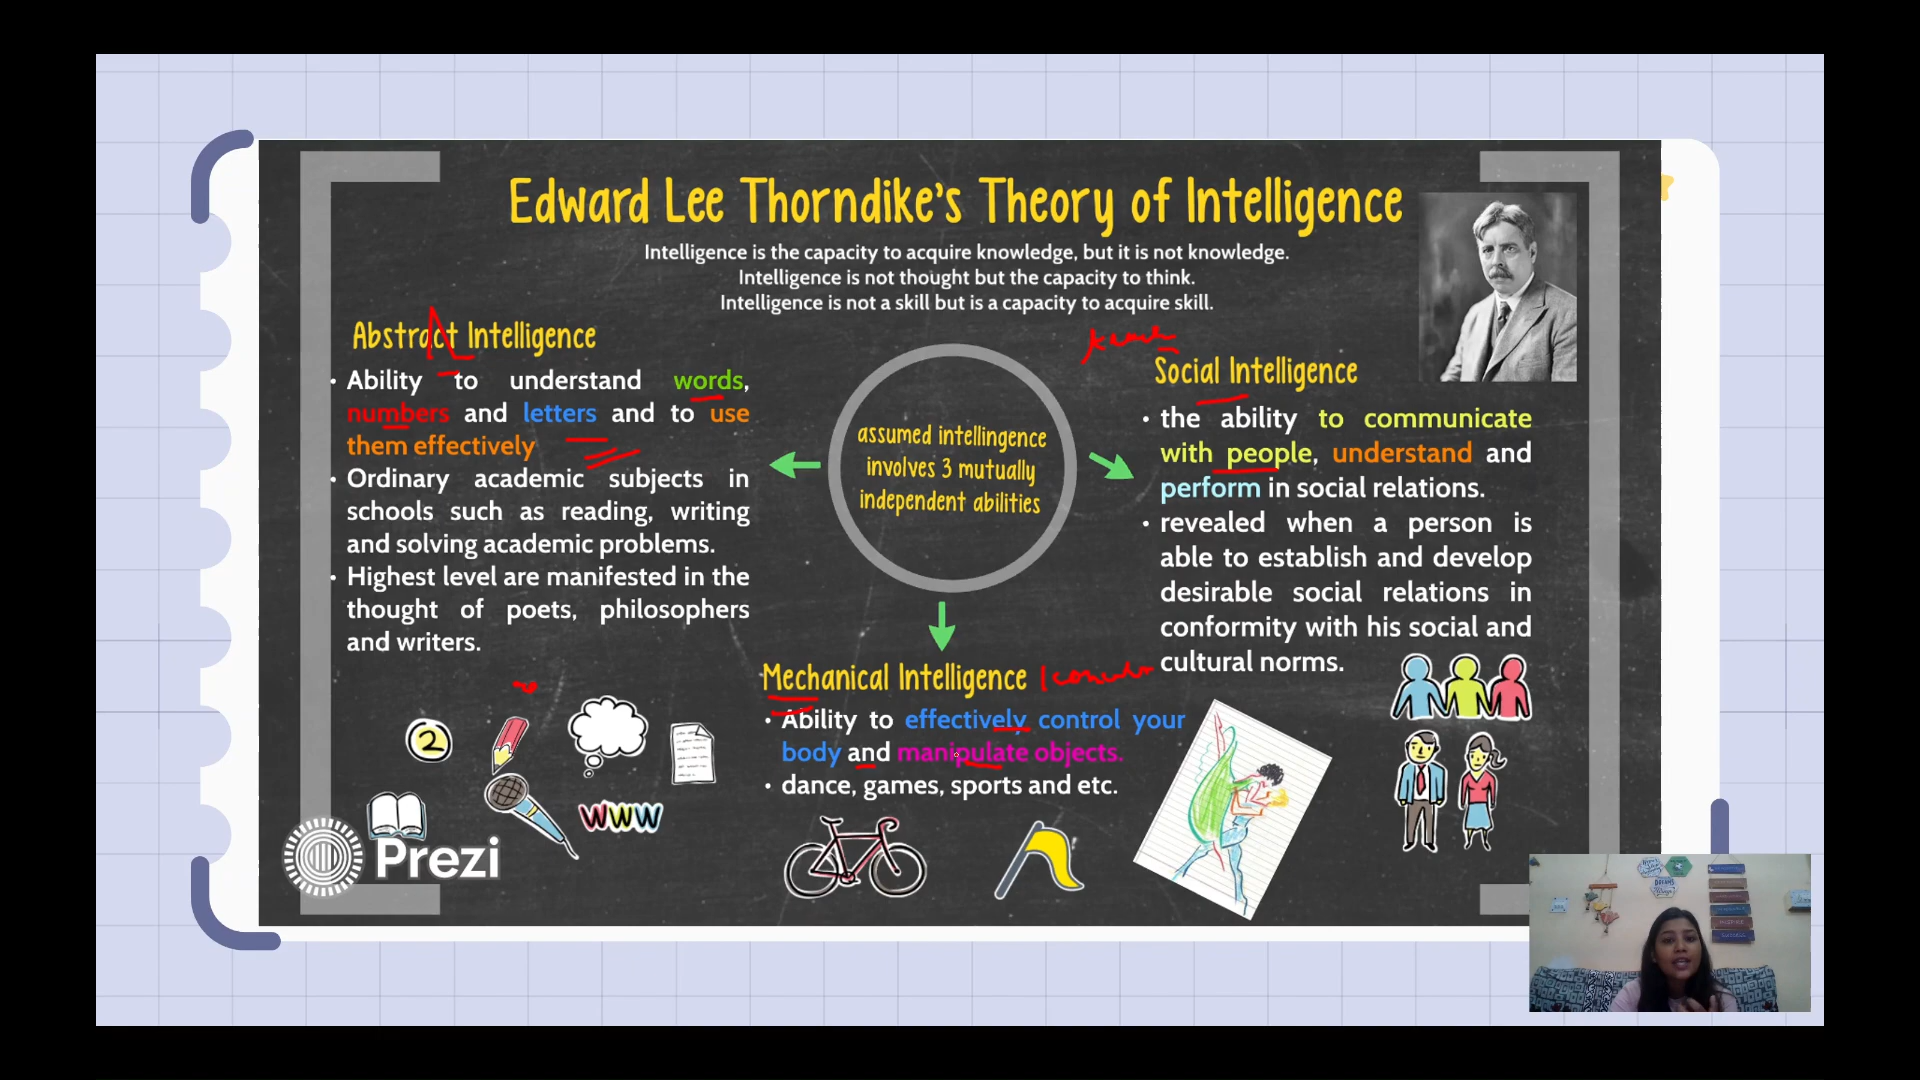 Edward Lee Thorndike's Theory of Intelligence
Intelligence is the capacity to acquire knowledge, but it is not knowledge.
Intelligence is not thought but the capacity to think.
Intelligence is not a skill but is a capacity to acquire skill.
Abstract Intelligence
• Ability to understand words,
numbers and letters and to use
them effectively
• Ordinary academic subjects in
schools such as reading, writing
and solving academic problems.
• Highest level are manifested in the
thought of poets, philosophers
and writers.
assumed intellingence
involves 3 mutually
independent abilities
Social Intelligence
• the ability to communicate
with people, understand and
perform in social relations.
• revealed when a person is
able to establish and develop
desirable social relations in
conformity with his social and
cultural norms.
Mechanical Intelligence
• Ability to effectively control your
body and manipulate objects.
• dance, games, sports and etc.
2
WWW
Prezi